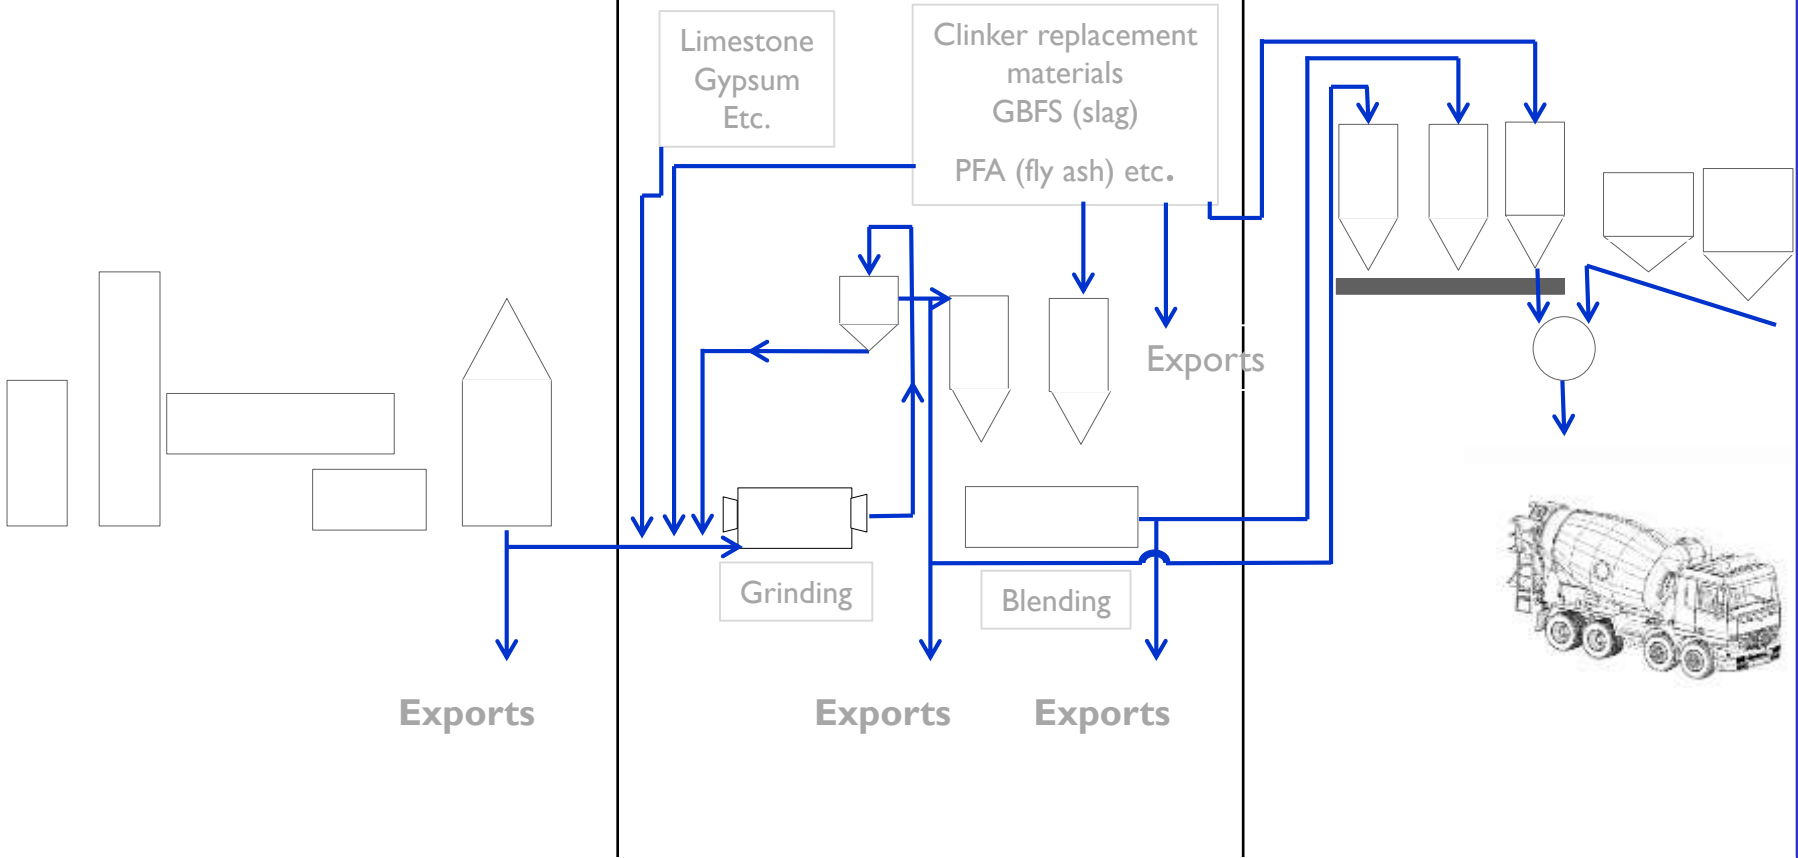 Limestone
Gypsum
Etc.
Clinker replacement
materials
GBFS (slag)
PFA (fly ash) etc.
Exports
Grinding
Blending
Exports
Exports
Exports